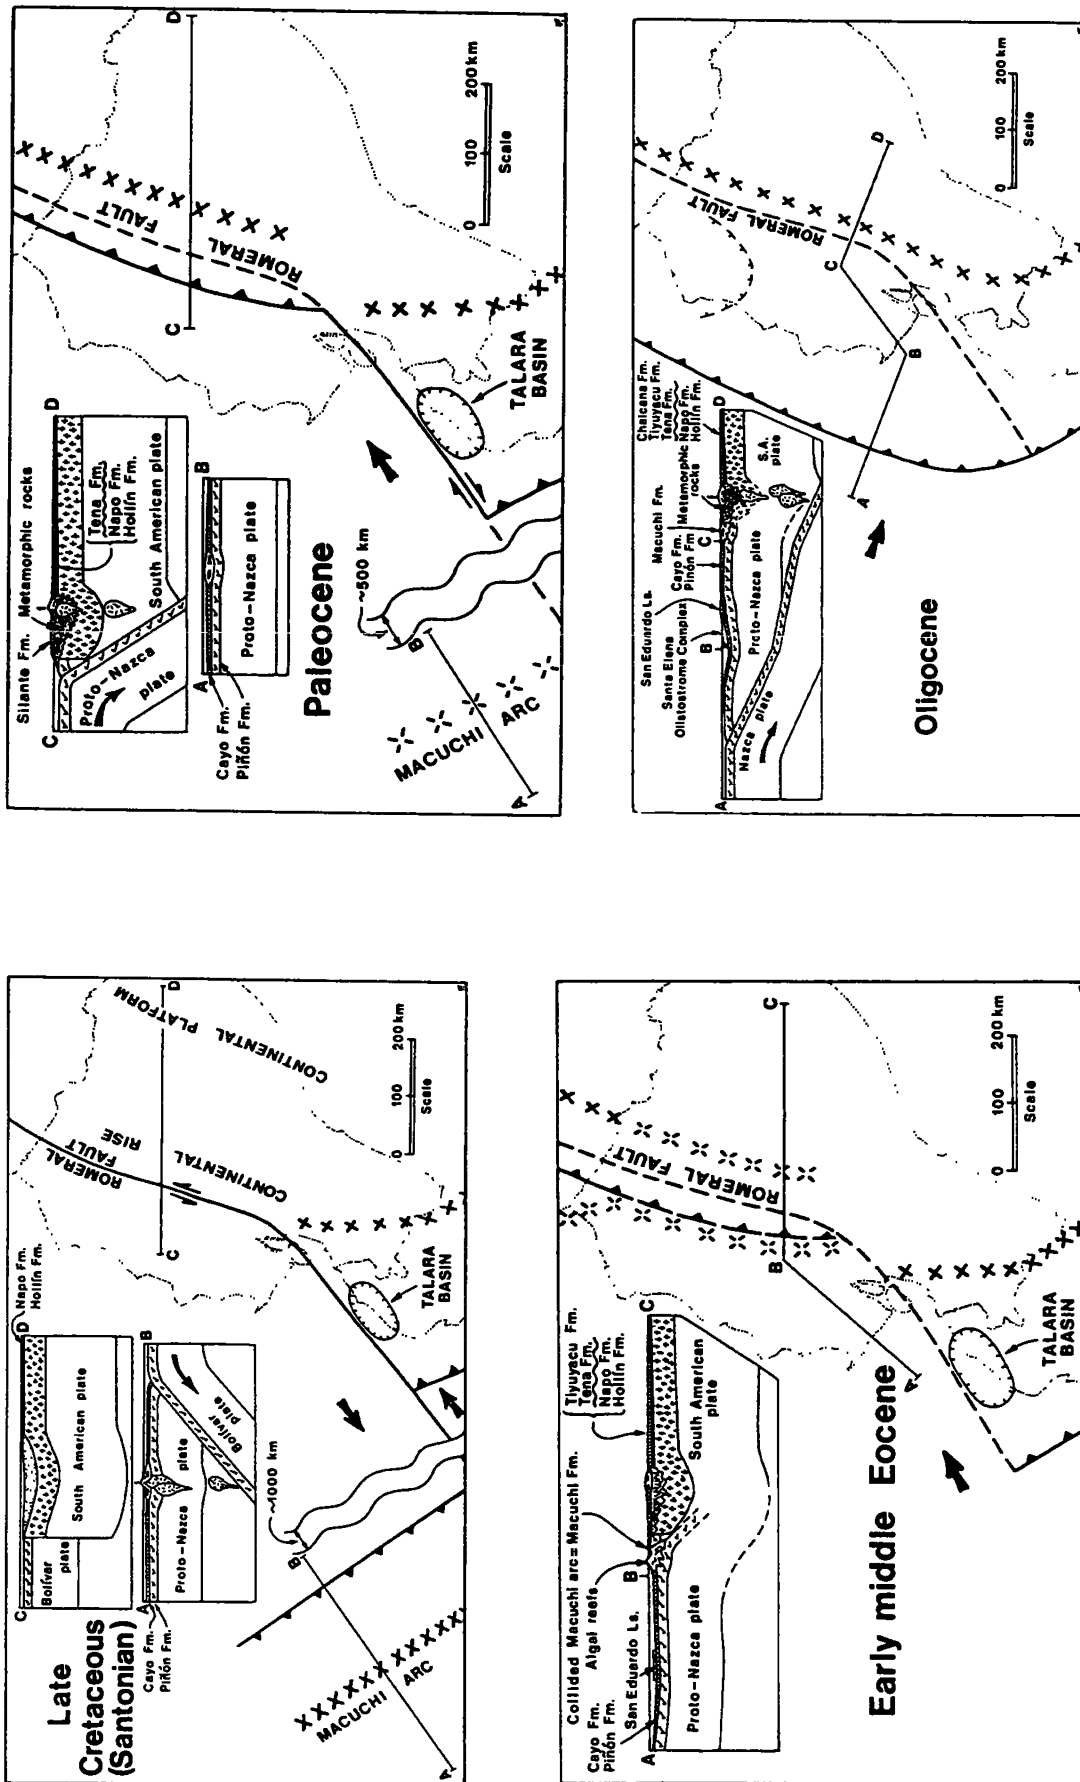 Late
Cretaceous
(Santonian)
C
D
Napo Fm.
Hollín Fm.
Bolívar
plate
South American plate
A
B
Cayo Fm.
Piñón Fm.
Proto-Nazca
plate
Bolívar
plate
~1000 km
B
A
MACUCHI
ARC
ROMERAL
FAULT
CONTINENTAL
RISE
CONTINENTAL
PLATFORM
C
D
TALARA
BASIN
0
100
200 km
Scale
Paleocene
Silante Fm.
Metamorphic rocks
C
D
Tena Fm.
Napo Fm.
Hollín Fm.
Proto-Nazca
plate
South American plate
A
B
Cayo Fm.
Piñón Fm.
Proto-Nazca plate
~500 km
B
A
MACUCHI
ARC
ROMERAL
FAULT
C
D
TALARA
BASIN
0
100
200 km
Scale
Early middle Eocene
Collided Macuchi arc=Macuchi Fm.
Algal reefs
San Eduardo Ls.
Cayo Fm.
Piñón Fm.
A
B
C
Tiyuyacu Fm.
Tena Fm.
Napo Fm.
Hollín Fm.
Proto-Nazca plate
South American
plate
ROMERAL
FAULT
A
B
C
TALARA
BASIN
0
100
200 km
Scale
Oligocene
San Eduardo Ls.
Santa Elena
Olistostrome Complex
Cayo Fm.
Piñón Fm
Macuchi Fm.
Metamorphic
rocks
Chalcana Fm.
Tiyuyacu Fm.
Tena Fm.
Napo Fm.
Hollín Fm.
A
B
C
D
Nazca plate
Proto-Nazca plate
S.A.
plate
ROMERAL FAULT
A
B
C
D
0
100
200 km
Scale